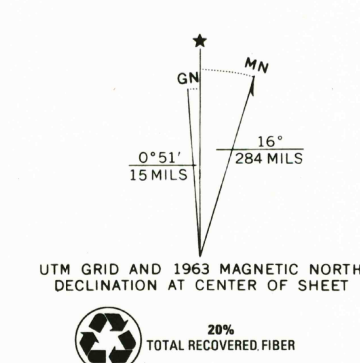 ★
GN
MN
16°
284 MILS
0°51′
15 MILS
UTM GRID AND 1963 MAGNETIC NORTH
DECLINATION AT CENTER OF SHEET
20%
TOTAL RECOVERED FIBER